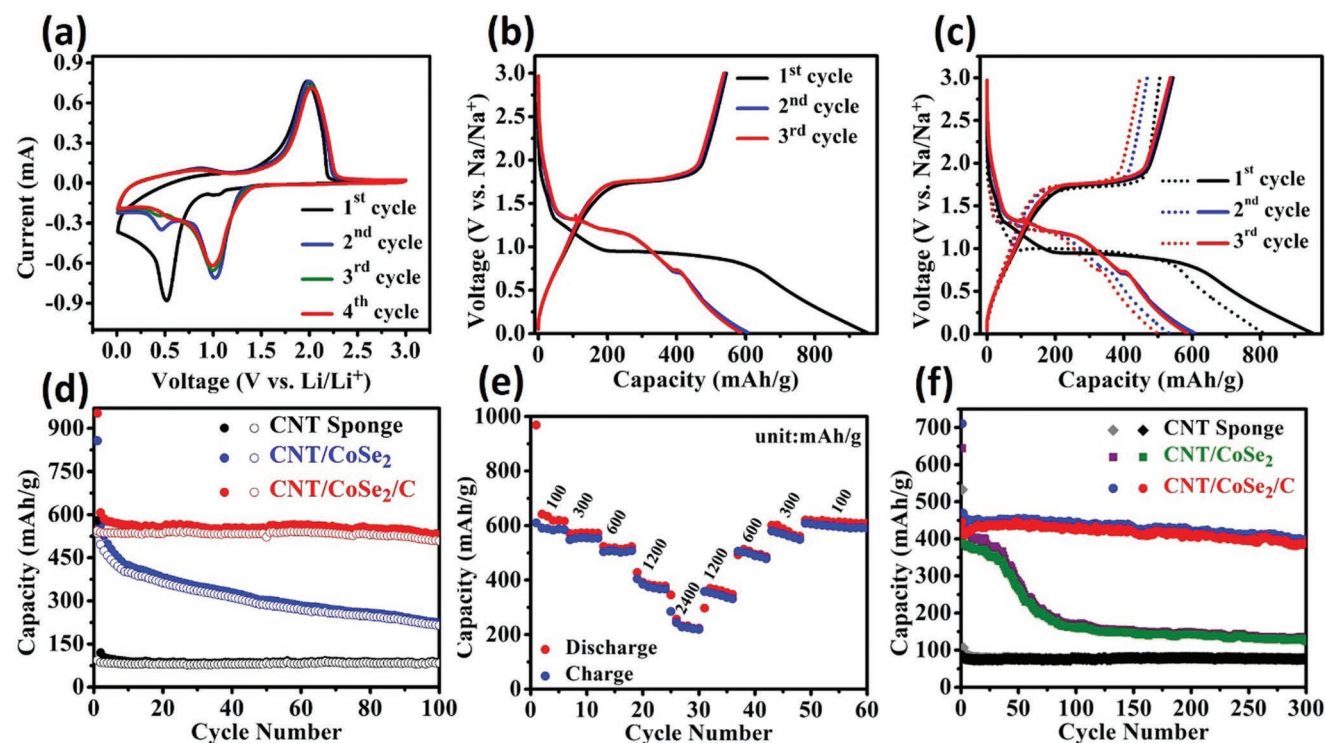 (a)
0.9
0.6
0.3
0.0
-0.3
-0.6
-0.9
Current (mA)
1st cycle
2nd cycle
3rd cycle
4th cycle
0.0 0.5 1.0 1.5 2.0 2.5 3.0
Voltage (V vs. Li/Li+)
(b)
3.0
2.5
2.0
1.5
1.0
0.5
0.0
Voltage (V vs. Na/Na+)
1st cycle
2nd cycle
3rd cycle
0 200 400 600 800
Capacity (mAh/g)
(c)
3.0
2.5
2.0
1.5
1.0
0.5
0.0
Voltage (V vs. Na/Na+)
1st cycle
2nd cycle
3rd cycle
0 200 400 600 800
Capacity (mAh/g)
(d)
900
750
600
450
300
150
0
Capacity (mAh/g)
CNT Sponge
CNT/CoSe2
CNT/CoSe2/C
0 20 40 60 80 100
Cycle Number
(e)
1000
800
600
400
200
0
Capacity (mAh/g)
unit:mAh/g
100 300 600 1200 2400 1200 600 300 100
Discharge
Charge
0 10 20 30 40 50 60
Cycle Number
(f)
700
600
500
400
300
200
100
0
Capacity (mAh/g)
CNT Sponge
CNT/CoSe2
CNT/CoSe2/C
0 50 100 150 200 250 300
Cycle Number